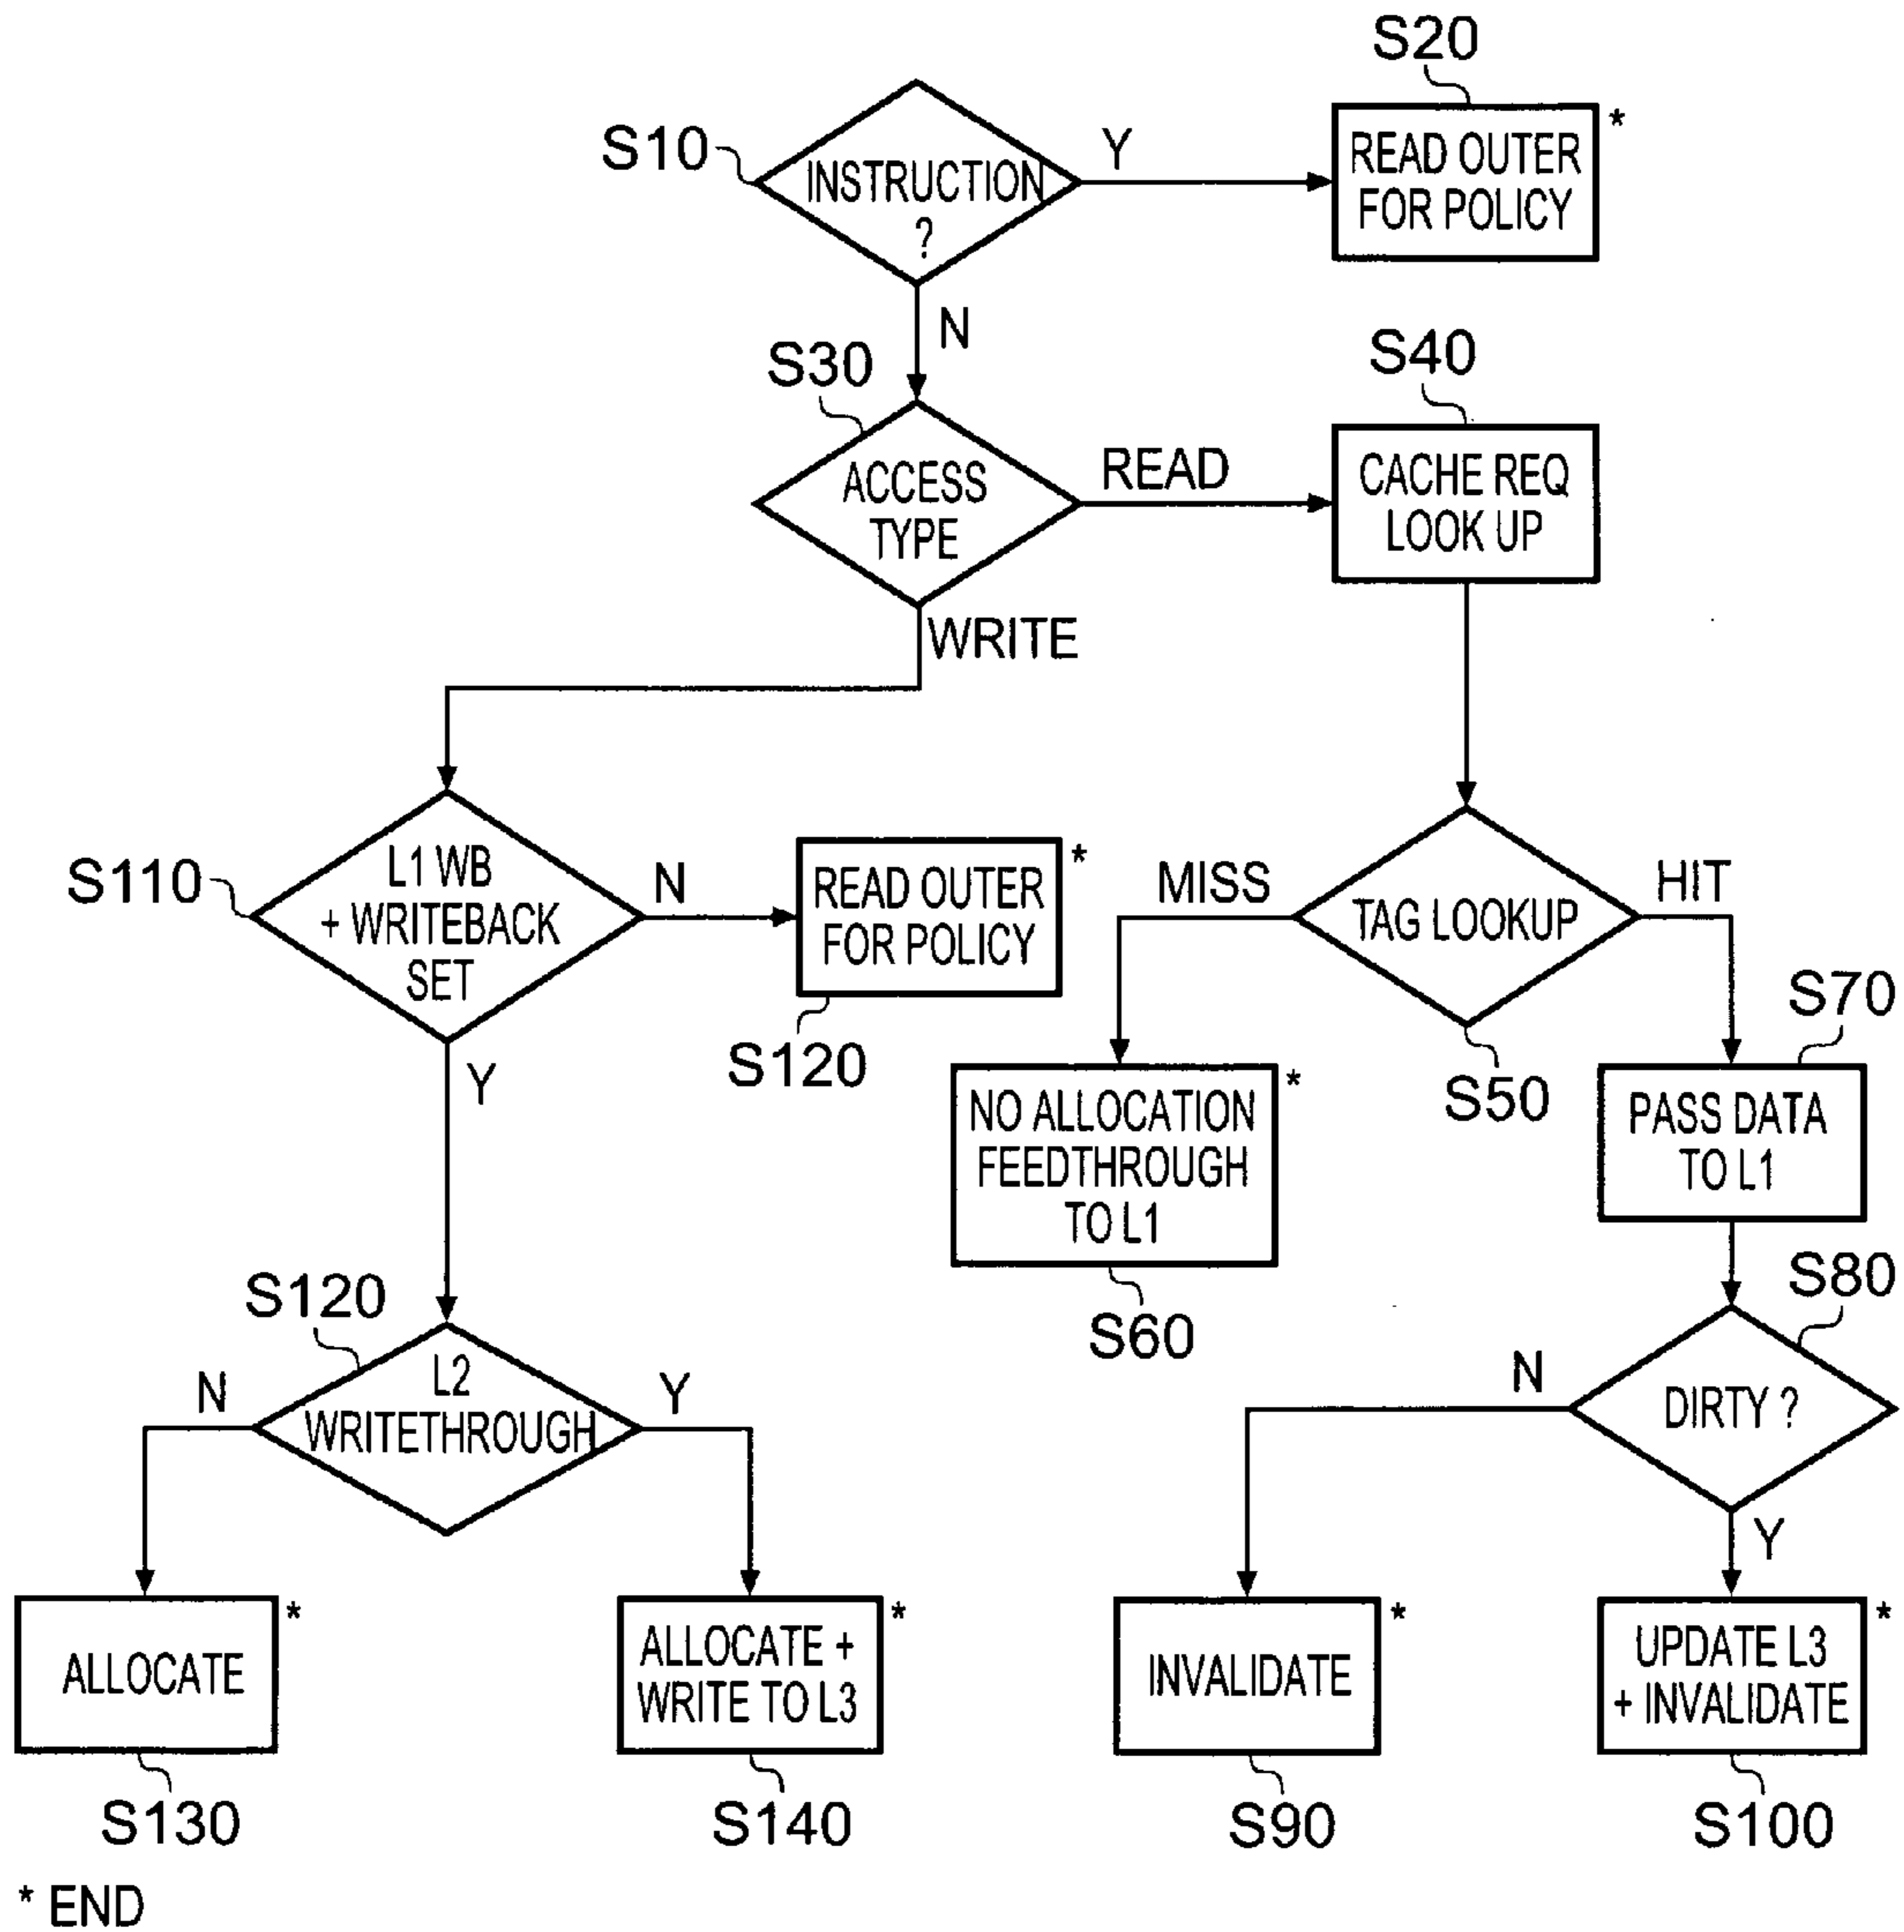 S20
S10
INSTRUCTION
?
Y
READ OUTER
FOR POLICY
*
N
S30
S40
ACCESS
TYPE
READ
CACHE REQ
LOOK UP
WRITE
S110
L1 WB
+ WRITEBACK
SET
N
READ OUTER
FOR POLICY
*
S120
Y
MISS
TAG LOOKUP
HIT
S50
S70
NO ALLOCATION
FEEDTHROUGH
TO L1
*
S60
PASS DATA
TO L1
S80
S120
N
L2
WRITETHROUGH
Y
N
DIRTY ?
Y
ALLOCATE
*
S130
ALLOCATE +
WRITE TO L3
*
S140
INVALIDATE
*
S90
UPDATE L3
+ INVALIDATE
*
S100
* END